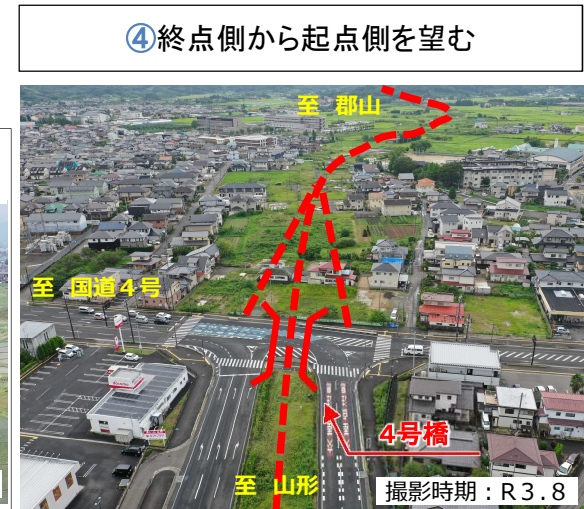 ④終点側から起点側を望む
至 郡山
至 国道4号
4号橋
至 山形
撮影時期：R3.8